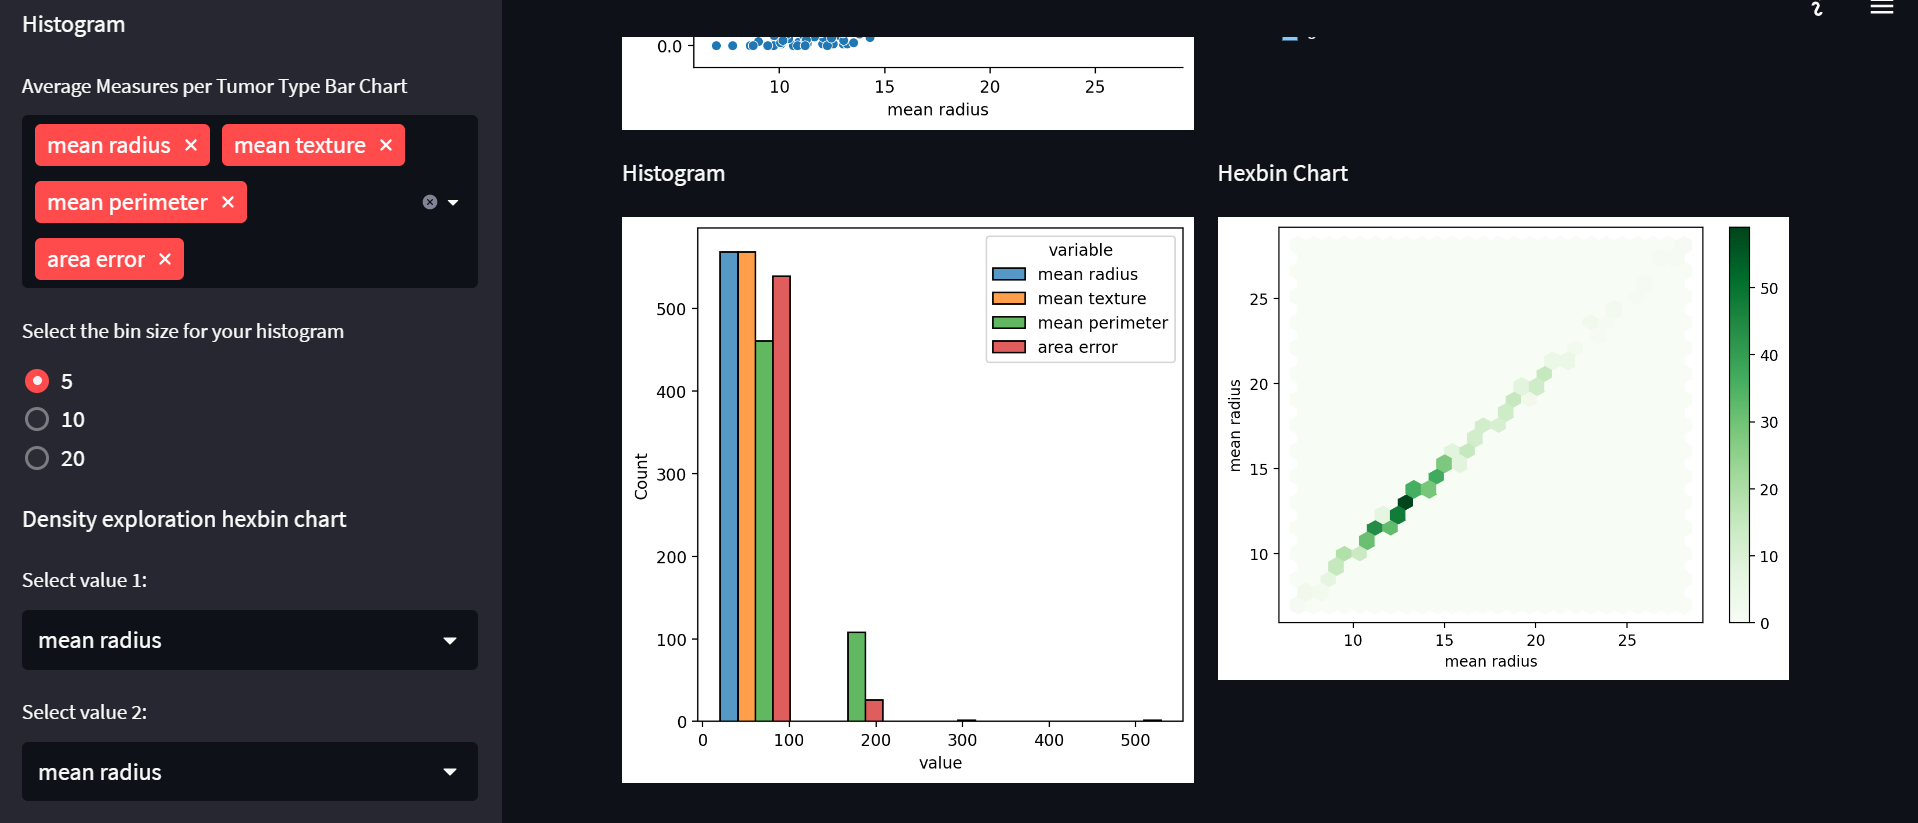 Histogram
Average Measures per Tumor Type Bar Chart
mean radius
mean texture
mean perimeter
area error
Select the bin size for your histogram
5
10
20
Density exploration hexbin chart
Select value 1:
mean radius
Select value 2:
mean radius
0.0
10 15 20 25
mean radius
Histogram
variable
mean radius
mean texture
mean perimeter
area error
500
400
300
200
100
0
Count
0 100 200 300 400 500
value
Hexbin Chart
25
20
15
10
mean radius
10 15 20 25
mean radius
50
40
30
20
10
0